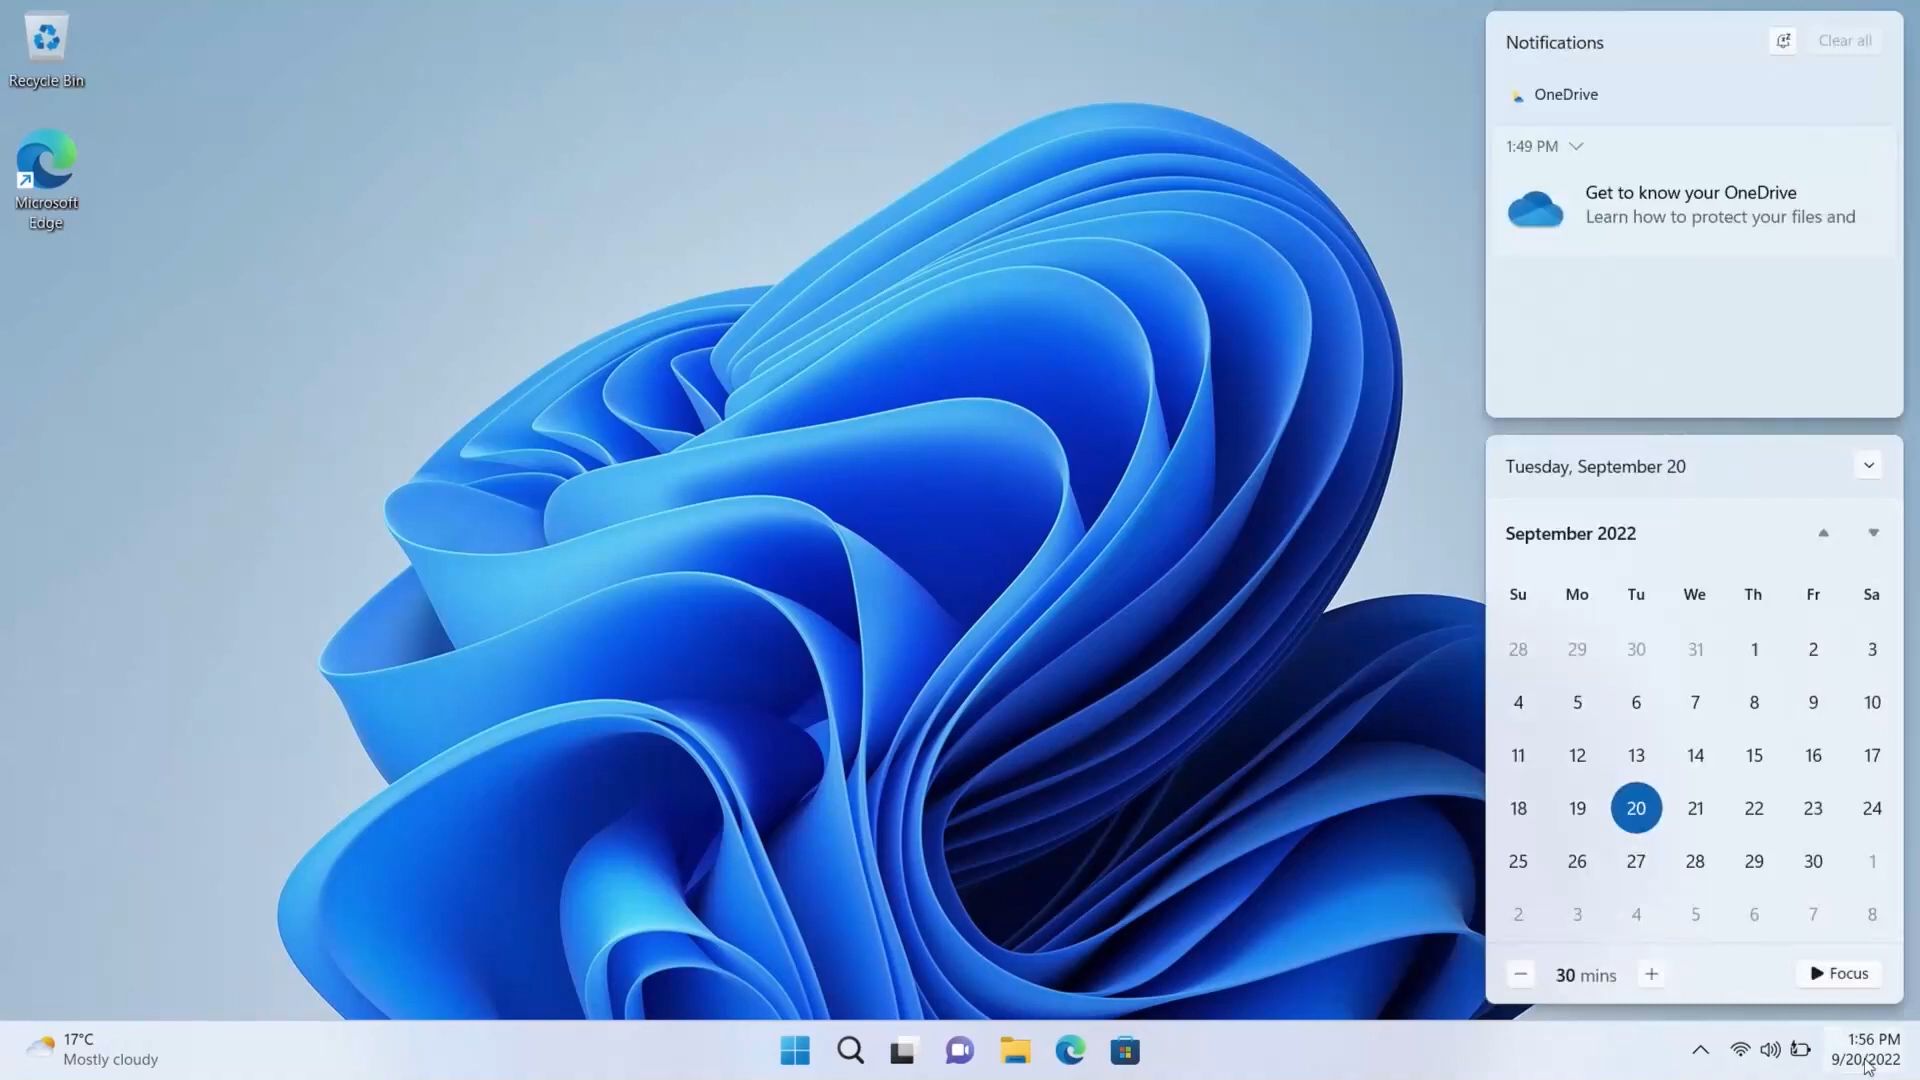 Recycle Bin
Microsoft
Edge
Notifications
Clear all
OneDrive
1:49 PM
Get to know your OneDrive
Learn how to protect your files and
Tuesday, September 20
September 2022
Su Mo Tu We Th Fr Sa
28 29 30 31 1 2 3
4 5 6 7 8 9 10
11 12 13 14 15 16 17
18 19 20 21 22 23 24
25 26 27 28 29 30 1
2 3 4 5 6 7 8
30 mins
Focus
17°C
Mostly cloudy
1:56 PM
9/20/2022